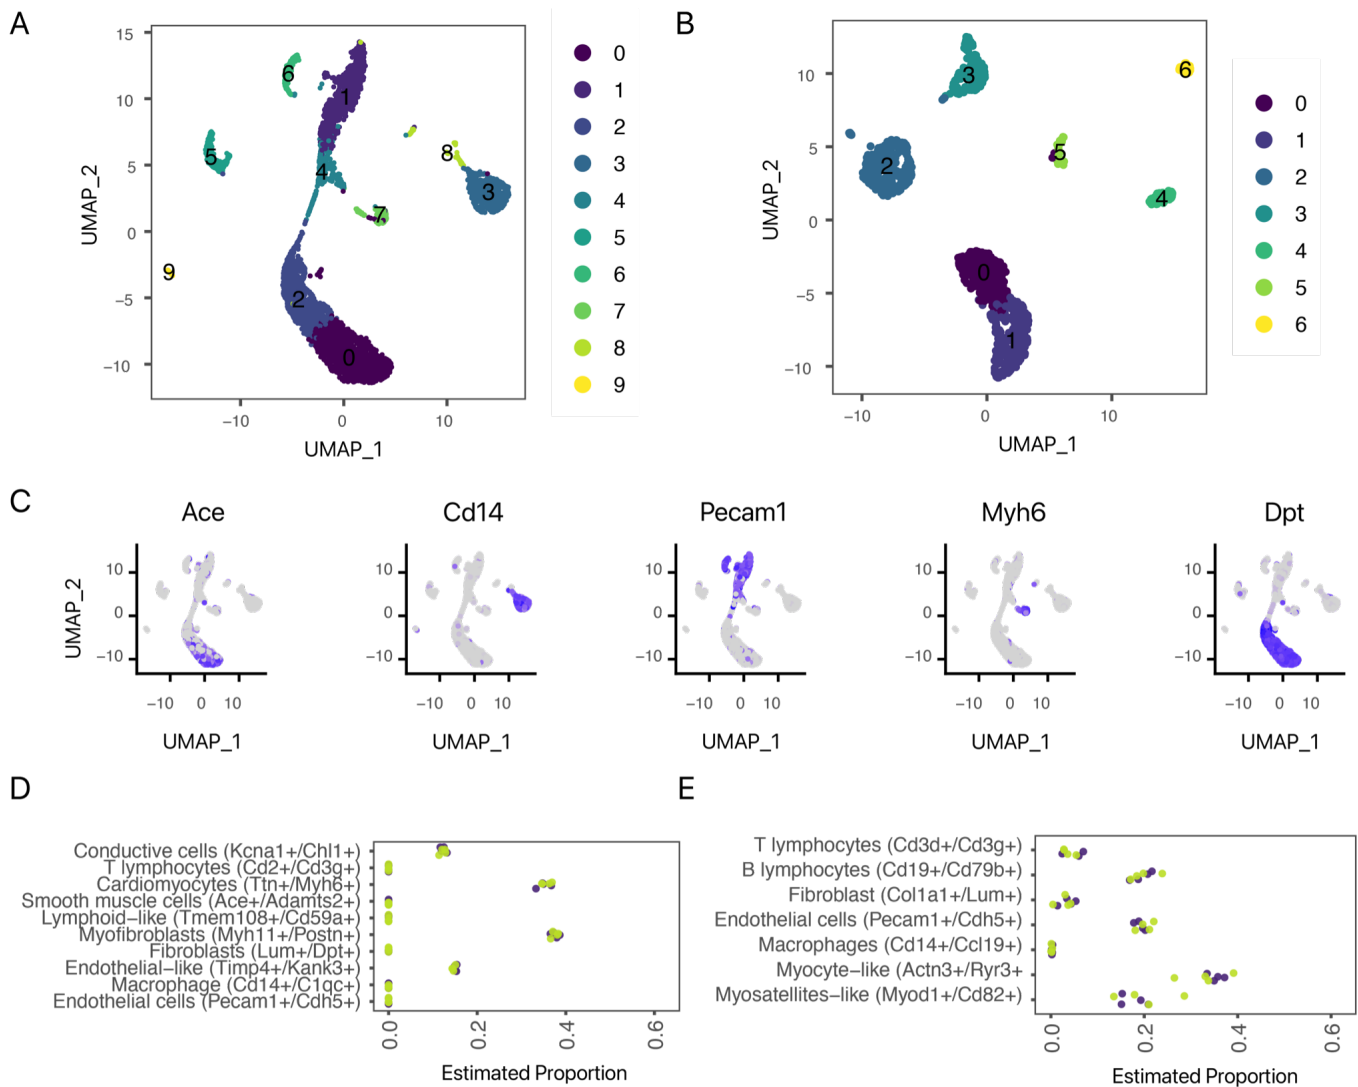 A
15
10
5
0
−5
−10
−10
0
10
UMAP_2
UMAP_1
0
1
2
3
4
5
6
7
8
9
6
1
5
4
8
3
7
9
2
0
B
10
5
0
−5
−10
−10
0
10
UMAP_2
UMAP_1
3
6
2
5
4
0
1
0
1
2
3
4
5
6
C
Ace
Cd14
Pecam1
Myh6
Dpt
UMAP_2
10
0
−10
−10 0 10
UMAP_1
10
0
−10
−10 0 10
UMAP_1
10
0
−10
−10 0 10
UMAP_1
10
0
−10
−10 0 10
UMAP_1
10
0
−10
−10 0 10
UMAP_1
D
Conductive cells (Kcna1+/Chl1+)
T lymphocytes (Cd2+/Cd3g+)
Cardiomyocytes (Ttn+/Myh6+)
Smooth muscle cells (Ace+/Adamts2+)
Lymphoid−like (Tmem108+/Cd59a+)
Myofibroblasts (Myh11+/Postn+)
Fibroblasts (Lum+/Dpt+)
Endothelial−like (Timp4+/Kank3+)
Macrophage (Cd14+/C1qc+)
Endothelial cells (Pecam1+/Cdh5+)
0.0
0.2
0.4
0.6
Estimated Proportion
E
T lymphocytes (Cd3d+/Cd3g+)
B lymphocytes (Cd19+/Cd79b+)
Fibroblast (Col1a1+/Lum+)
Endothelial cells (Pecam1+/Cdh5+)
Macrophages (Cd14+/Ccl19+)
Myocyte−like (Actn3+/Ryr3+
Myosatellites−like (Myod1+/Cd82+)
0.0
0.2
0.4
0.6
Estimated Proportion